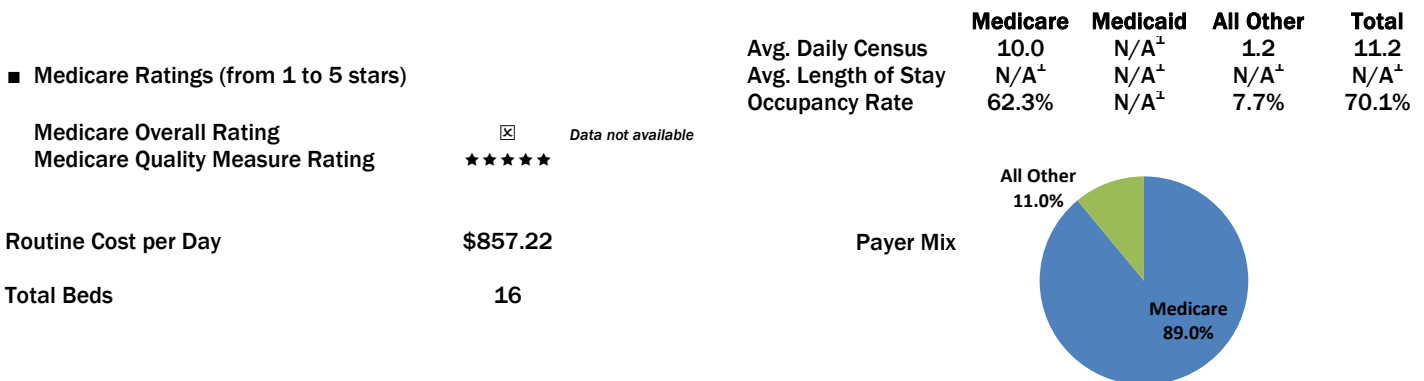 Medicare Medicaid All Other Total
Avg. Daily Census 10.0 N/A¹ 1.2 11.2
■ Medicare Ratings (from 1 to 5 stars)
Avg. Length of Stay N/A¹ N/A¹ N/A¹ N/A¹
Occupancy Rate 62.3% N/A¹ 7.7% 70.1%
Medicare Overall Rating ☒ Data not available
Medicare Quality Measure Rating ★★★★★
Routine Cost per Day $857.22
Total Beds 16
Payer Mix
All Other
11.0%
Medicare
89.0%